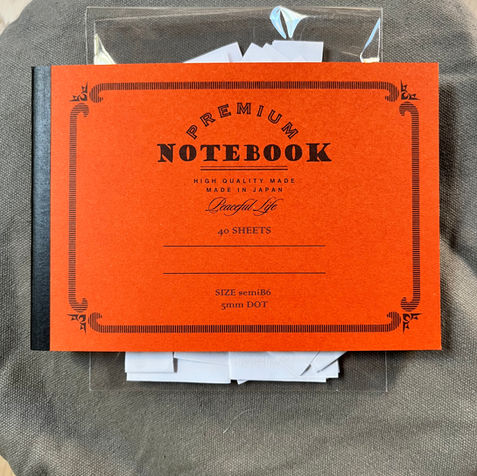 PREMIUM
NOTEBOOK
HIGH QUALITY MADE
MADE IN JAPAN
Peaceful Life
40 SHEETS
SIZE semiB6
5mm DOT